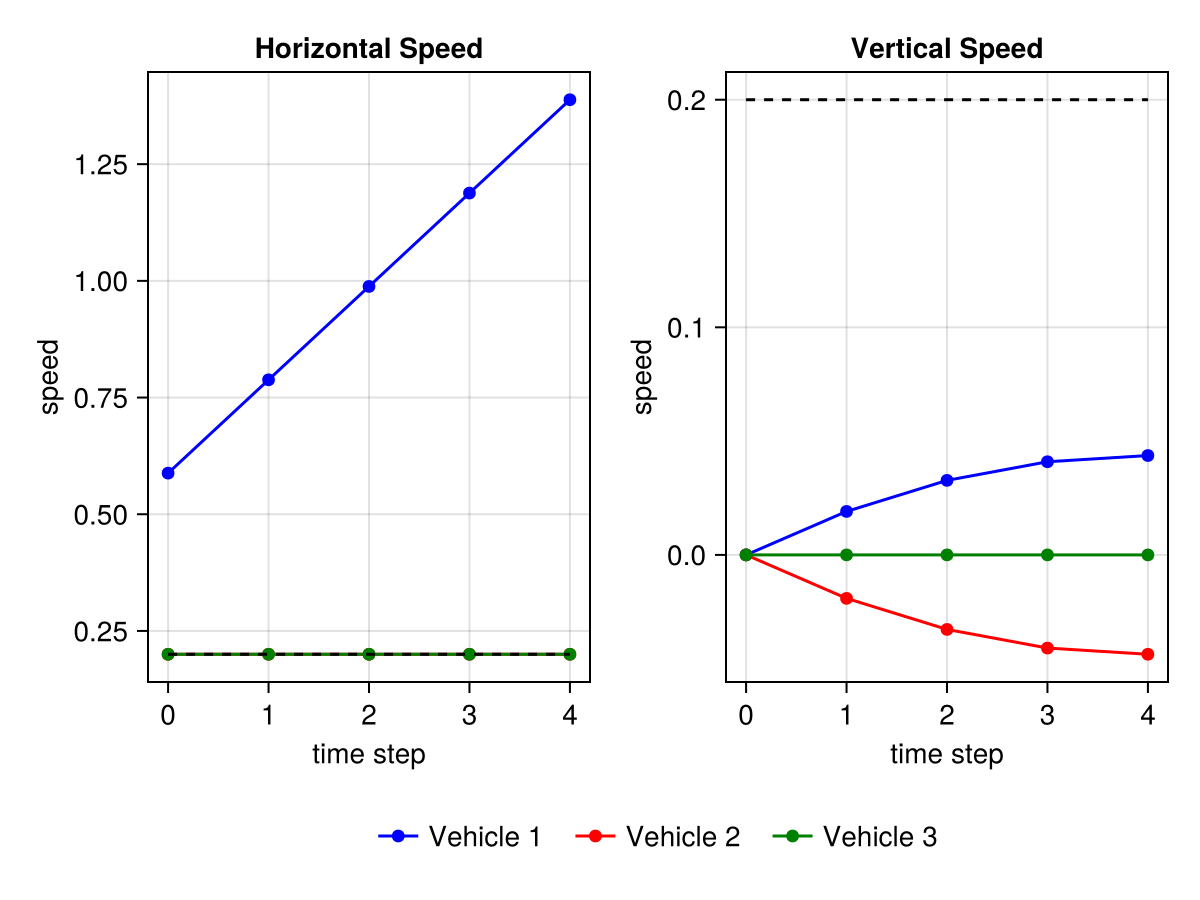 Horizontal Speed
speed
1.25
1.00
0.75
0.50
0.25
0 1 2 3 4
time step
Vertical Speed
speed
0.2
0.1
0.0
0 1 2 3 4
time step
Vehicle 1 Vehicle 2 Vehicle 3